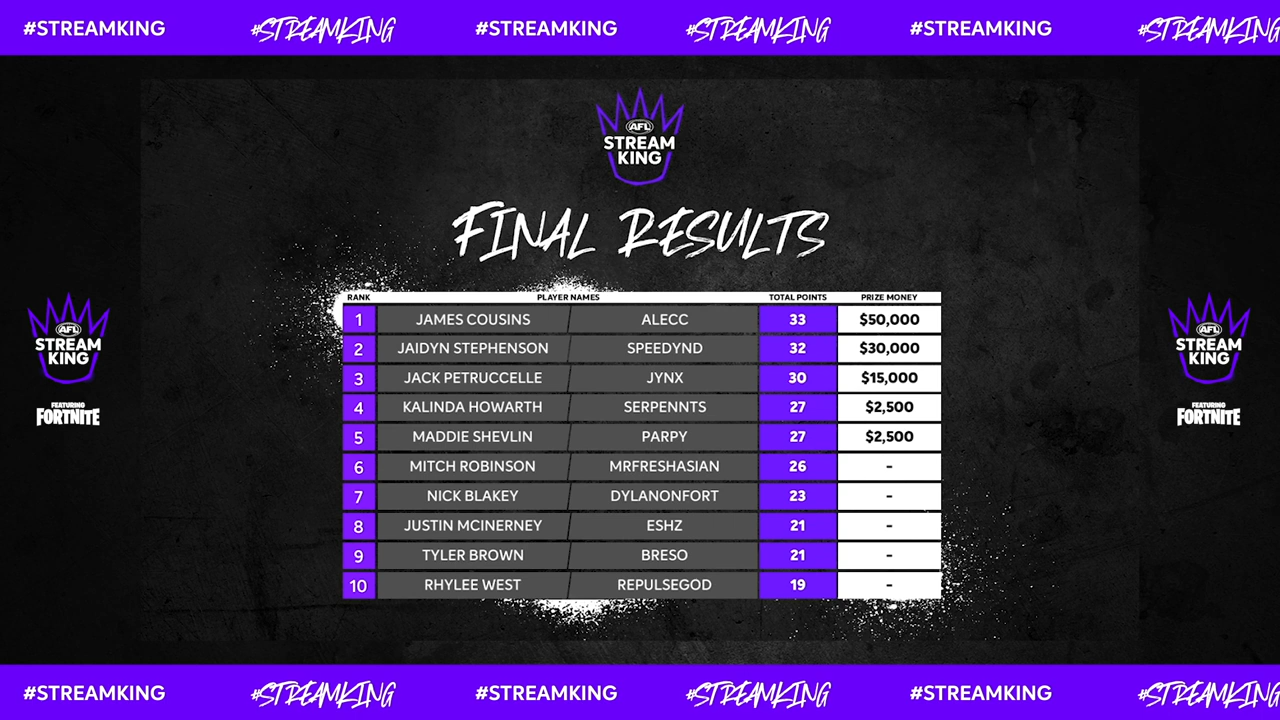 #STREAMKING #STREAMKING #STREAMKING #STREAMKING #STREAMKING #STREAMKING
AFL
STREAM
KING
FINAL RESULTS
RANK PLAYER NAMES TOTAL POINTS PRIZE MONEY
1 JAMES COUSINS ALECC 33 $50,000
2 JAIDYN STEPHENSON SPEEDYND 32 $30,000
3 JACK PETRUCCELLE JYNX 30 $15,000
4 KALINDA HOWARTH SERPENNTS 27 $2,500
5 MADDIE SHEVLIN PARPY 27 $2,500
6 MITCH ROBINSON MRFRESHASIAN 26 -
7 NICK BLAKEY DYLANONFORT 23 -
8 JUSTIN MCINERNEY ESHZ 21 -
9 TYLER BROWN BRESO 21 -
10 RHYLEE WEST REPULSEGOD 19 -
AFL
STREAM
KING
FEATURING
FORTNITE
AFL
STREAM
KING
FEATURING
FORTNITE
#STREAMKING #STREAMKING #STREAMKING #STREAMKING #STREAMKING #STREAMKING